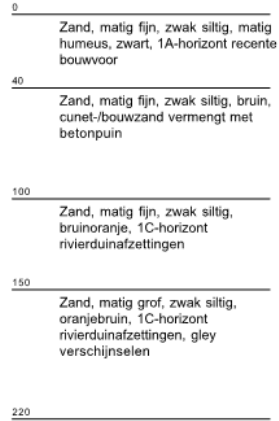 0
Zand, matig fijn, zwak siltig, matig
humeus, zwart, 1A-horizont recente
bouwvoor
40
Zand, matig fijn, zwak siltig, bruin,
cunet-/bouwzand vermengt met
betonpuin
100
Zand, matig fijn, zwak siltig,
bruinoranje, 1C-horizont
rivierduinafzettingen
150
Zand, matig grof, zwak siltig,
oranjebruin, 1C-horizont
rivierduinafzettingen, gley
verschijnselen
220